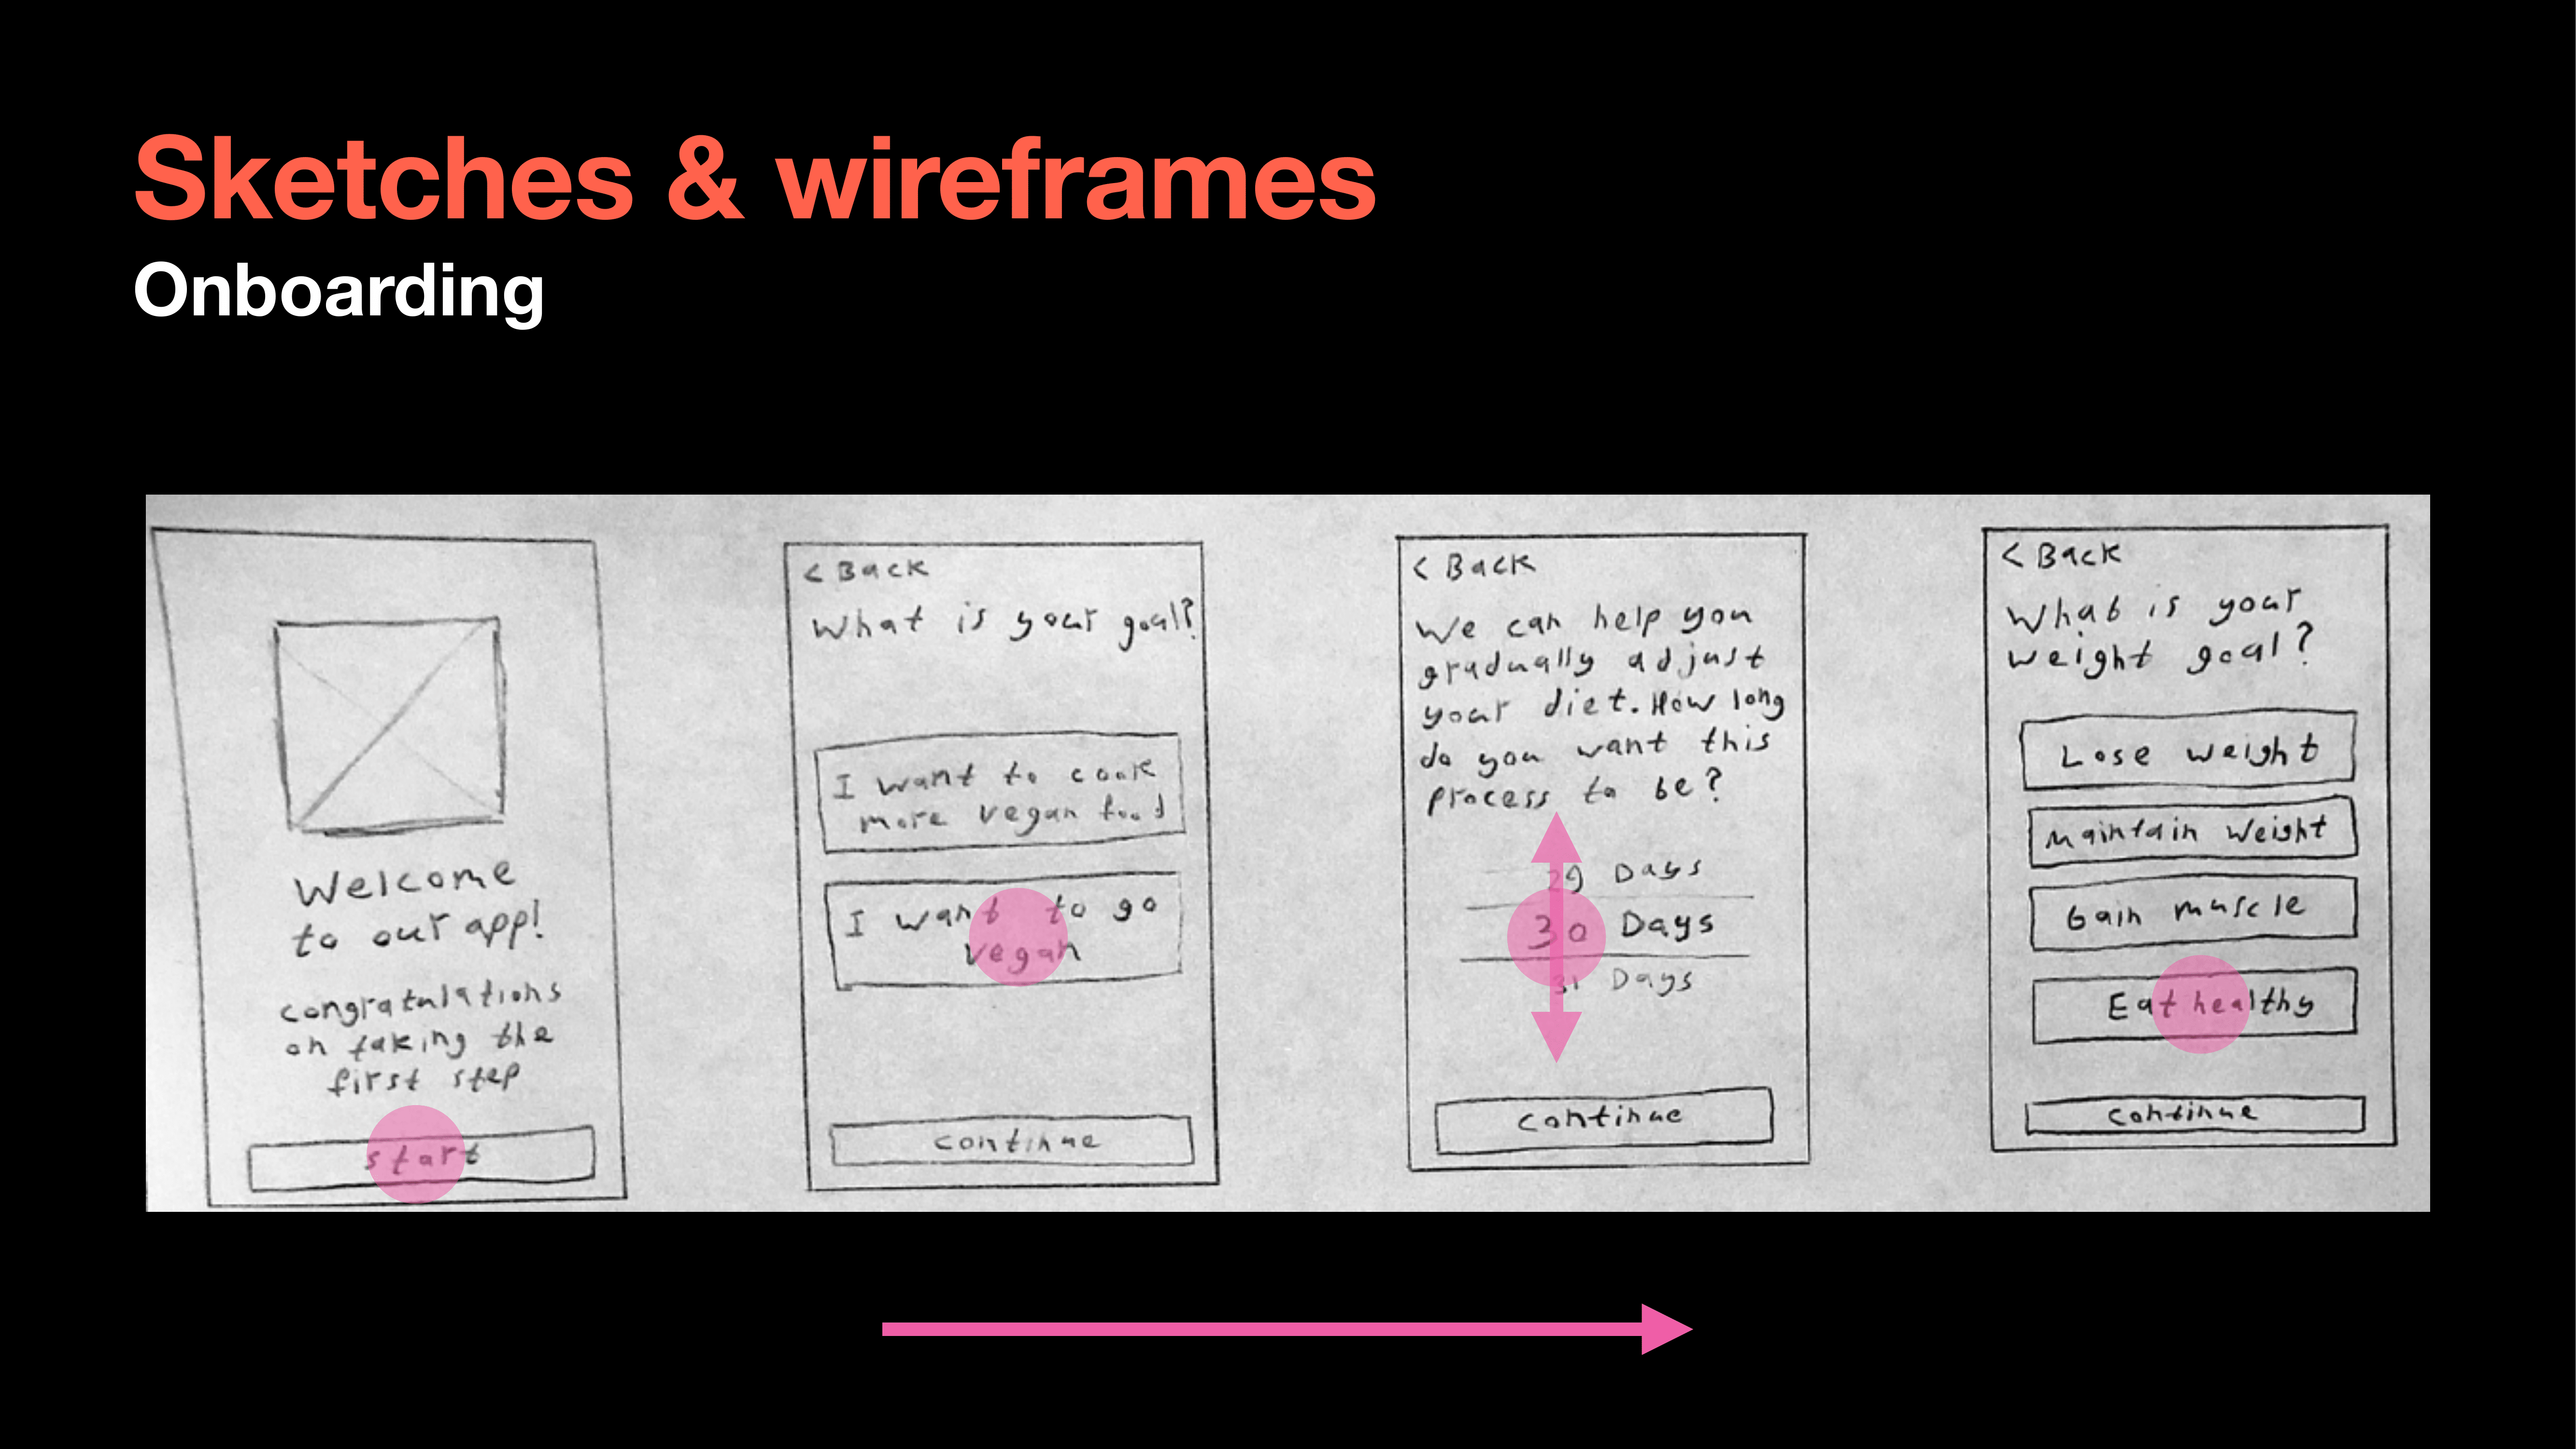 Sketches & wireframes
Onboarding
Welcome
to our app!
congratulations
on taking the
first step
start
< Back
What is your goal?
I want to cook
more vegan food
I want to go
vegan
continue
< Back
We can help you
gradually adjust
your diet. How long
do you want this
process to be?
29 Days
30 Days
31 Days
continue
< Back
What is your
weight goal?
Lose weight
Maintain weight
Gain muscle
Eat healthy
continue